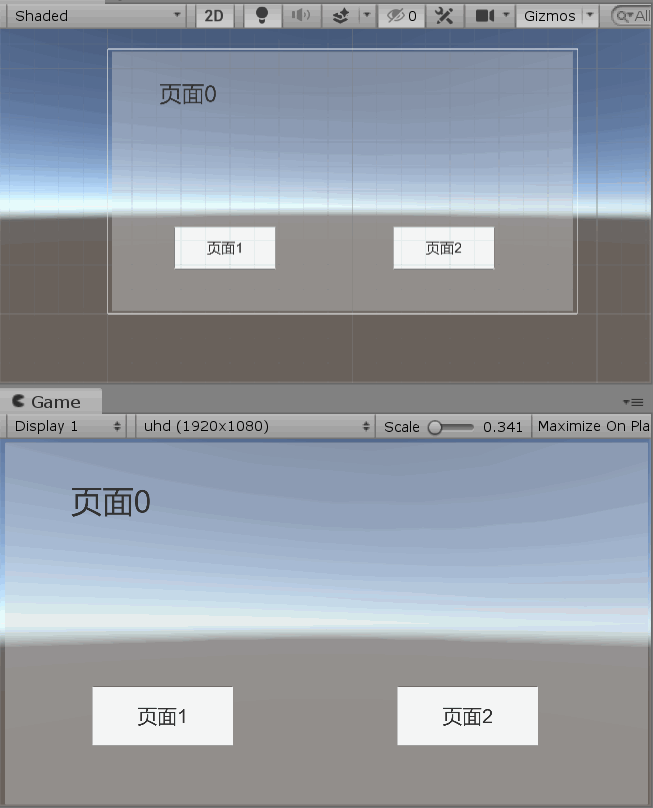 Shaded 2D 0 Gizmos All
页面0
页面1 页面2
Game
Display 1 uhd (1920x1080) Scale 0.341 Maximize On Pla
页面0
页面1 页面2